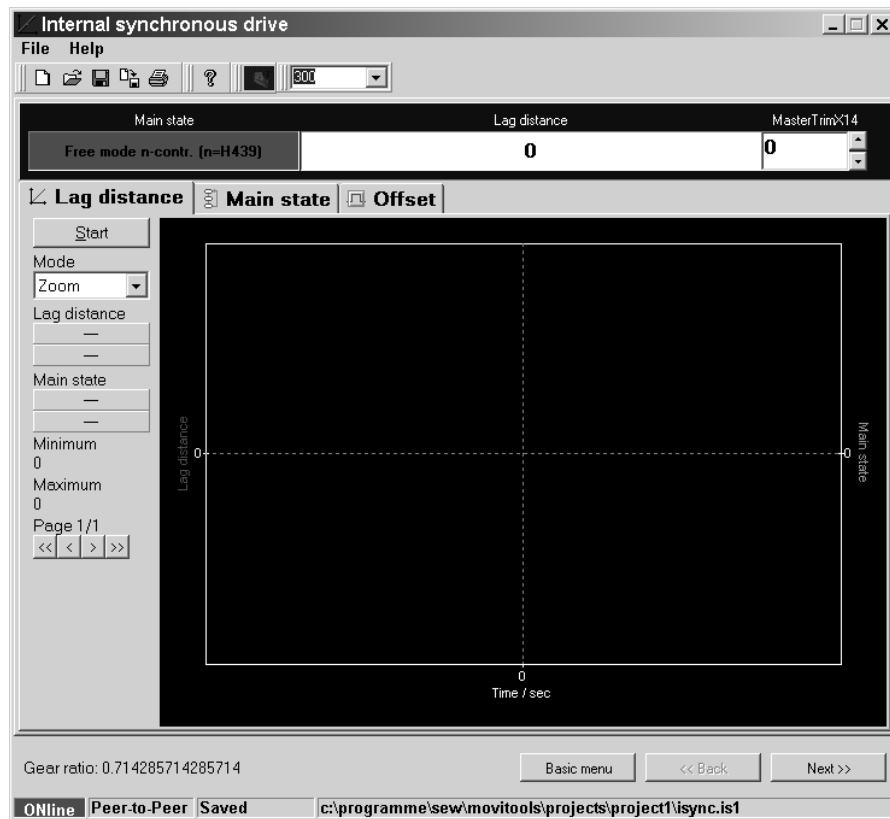 Internal synchronous drive
File Help
300
Main state Lag distance MasterTrimX14
Free mode n-contr. (n=H439) 0 0
Lag distance Main state Offset
Start
Mode
Zoom
Lag distance
—
—
Main state
—
—
Minimum
0
Maximum
0
Page 1/1
<< < > >>
Lag distance
0
0
Main state
0
Time / sec
Gear ratio: 0.714285714285714 Basic menu << Back Next >>
ONline Peer-to-Peer Saved c:\programme\sew\movitools\projects\project1\isync.is1